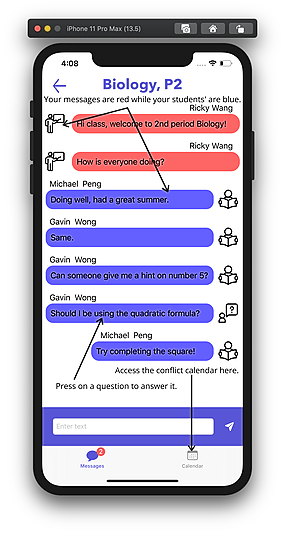 iPhone 11 Pro Max (13.5)
4:08
Biology, P2
Your messages are red while your students' are blue.
Ricky Wang
Hi class, welcome to 2nd period Biology!
Ricky Wang
How is everyone doing?
Michael Peng
Doing well, had a great summer.
Gavin Wong
Same.
Gavin Wong
Can someone give me a hint on number 5?
Gavin Wong
Should I be using the quadratic formula?
Michael Peng
Try completing the square!
Access the conflict calendar here.
Press on a question to answer it.
Enter text
2
Messages
Calendar